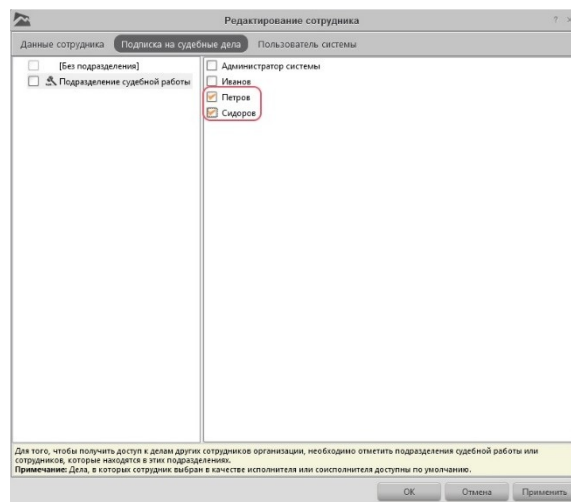 Редактирование сотрудника
Данные сотрудника Подписка на судебные дела Пользователь системы
[Без подразделения]
Подразделение судебной работы
Администратор системы
Иванов
Петров
Сидоров
Для того, чтобы получить доступ к делам других сотрудников организации, необходимо отметить подразделения судебной работы или
сотрудников, которые находятся в этих подразделениях.
Примечание: Дела, в которых сотрудник выбран в качестве исполнителя или соисполнителя доступны по умолчанию.
ОК Отмена Применить